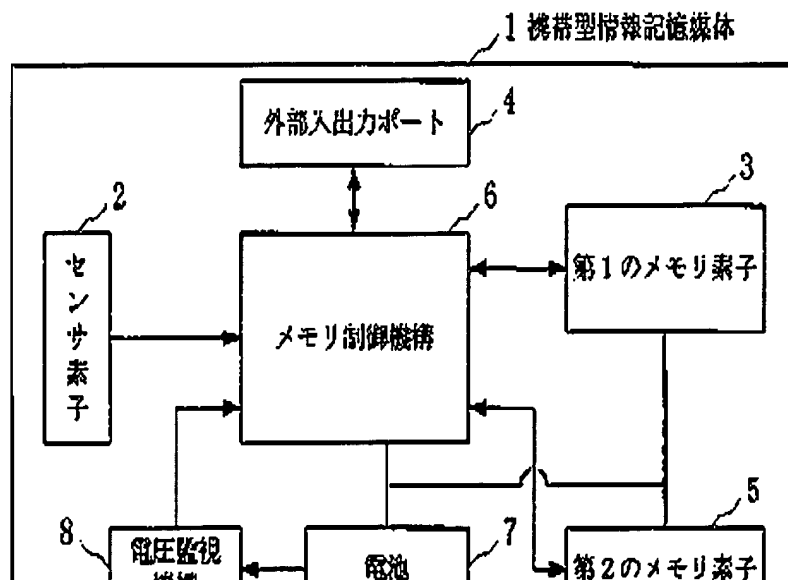 1 携帯型情報記憶媒体
外部入出力ポート
4
3
2
6
センサ素子
第1のメモリ素子
メモリ制御機構
5
8
電圧監視
機構
電池
7
第2のメモリ素子